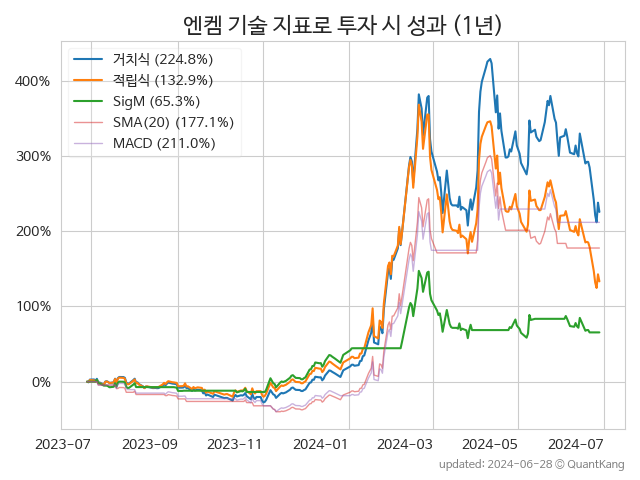 엔켐 기술 지표로 투자 시 성과 (1년)
거치식 (224.8%)
적립식 (132.9%)
SigM (65.3%)
SMA(20) (177.1%)
MACD (211.0%)
400%
300%
200%
100%
0%
2023-07 2023-09 2023-11 2024-01 2024-03 2024-05 2024-07
updated: 2024-06-28 @ QuantKang